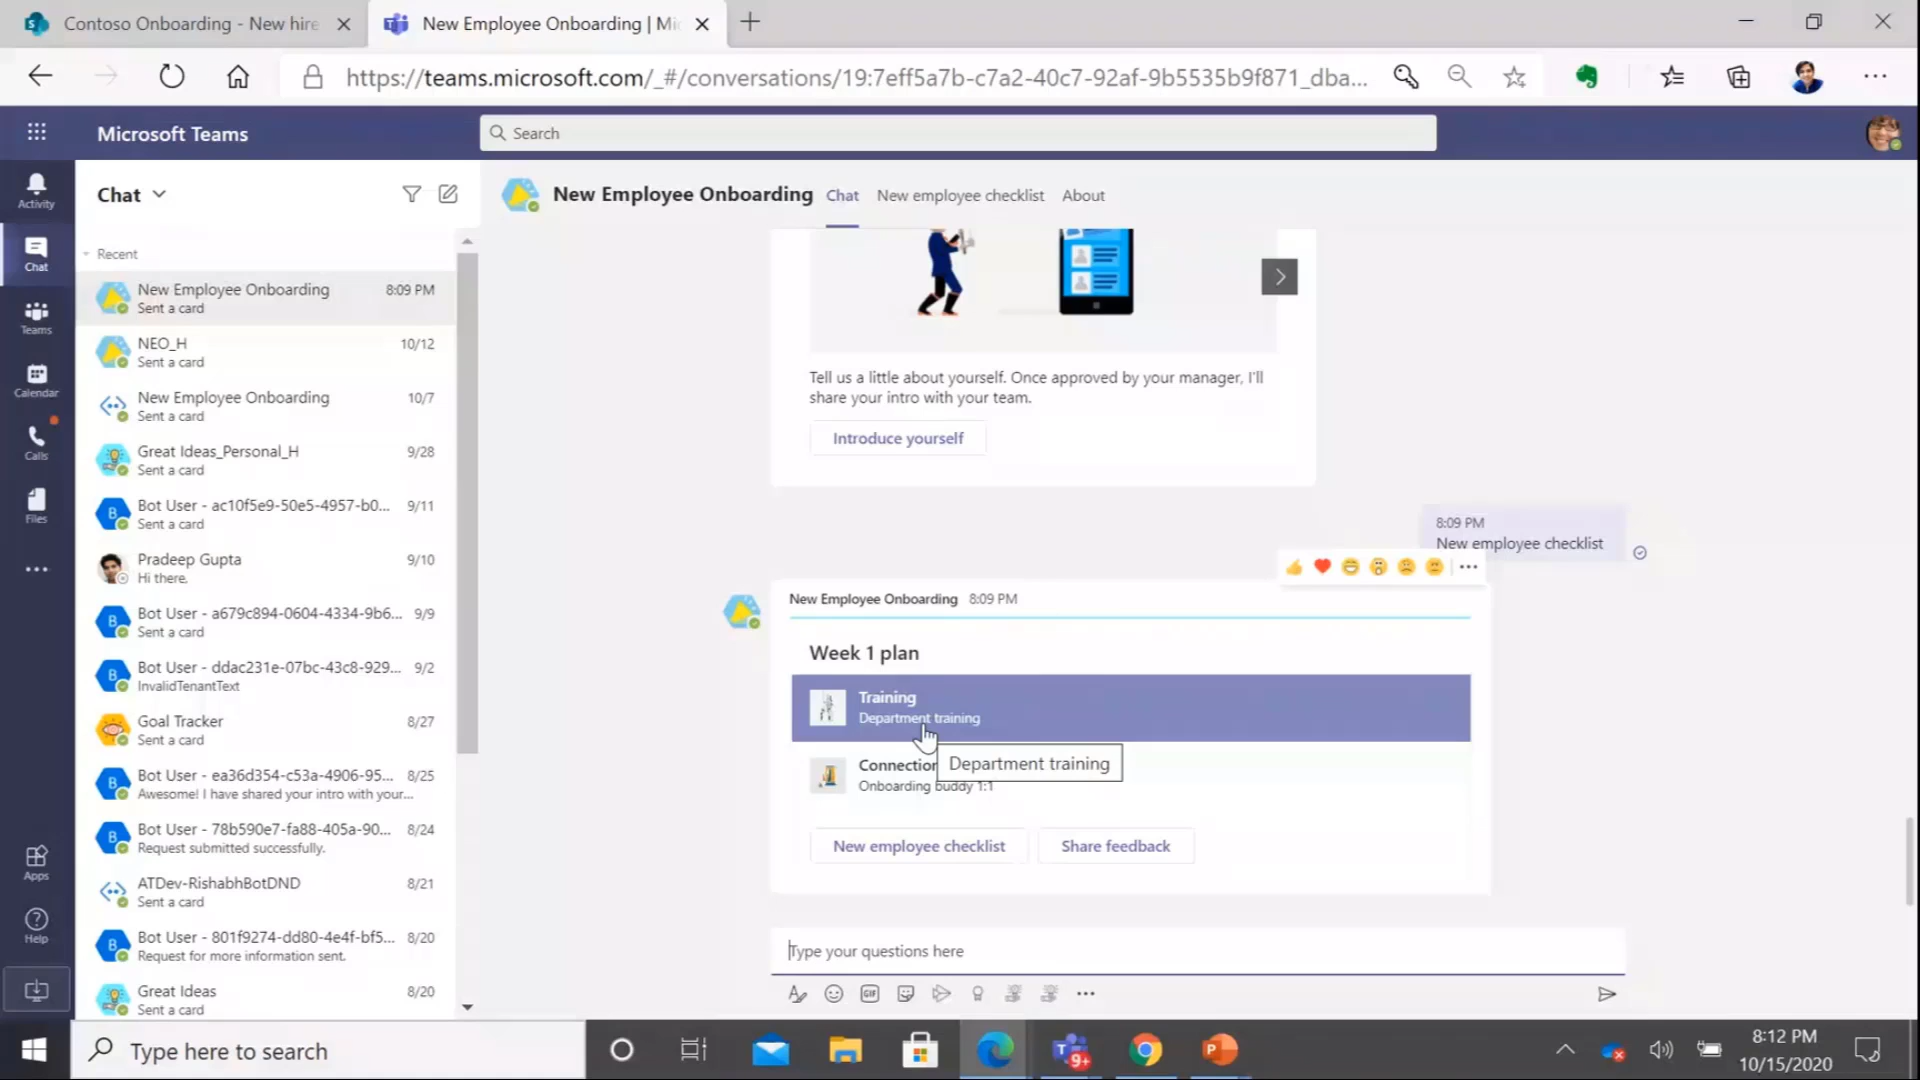 Contoso Onboarding - New hire
New Employee Onboarding | Mi
https://teams.microsoft.com/_#/conversations/19:7eff5a7b-c7a2-40c7-92af-9b5535b9f871_dba...
Microsoft Teams
Search
Activity
Chat
Teams
Calendar
Calls
Files
Apps
Help
Chat
Recent
New Employee Onboarding 8:09 PM
Sent a card
NEO_H 10/12
Sent a card
New Employee Onboarding 10/7
Sent a card
Great Ideas_Personal_H 9/28
Sent a card
Bot User - ac10f5e9-50e5-4957-b0... 9/11
Sent a card
Pradeep Gupta 9/10
Hi there,
Bot User - a679c894-0604-4334-9b6... 9/9
Sent a card
Bot User - ddac231e-07bc-43c8-929... 9/2
InvalidTenantText
Goal Tracker 8/27
Sent a card
Bot User - ea36d354-c53a-4906-95... 8/25
Awesome! I have shared your intro with your...
Bot User - 78b590e7-fa88-405a-90... 8/24
Request submitted successfully.
ATDev-RishabhBotDND 8/21
Sent a card
Bot User - 801f9274-dd80-4e4f-bf5... 8/20
Request for more information sent.
Great Ideas 8/20
Sent a card
New Employee Onboarding Chat New employee checklist About
Tell us a little about yourself. Once approved by your manager, I'll
share your intro with your team.
Introduce yourself
8:09 PM
New employee checklist
New Employee Onboarding 8:09 PM
Week 1 plan
Training
Department training
Department training
Connection
Onboarding buddy 1:1
New employee checklist Share feedback
Type your questions here
GIF
Type here to search
9+
8:12 PM
10/15/2020